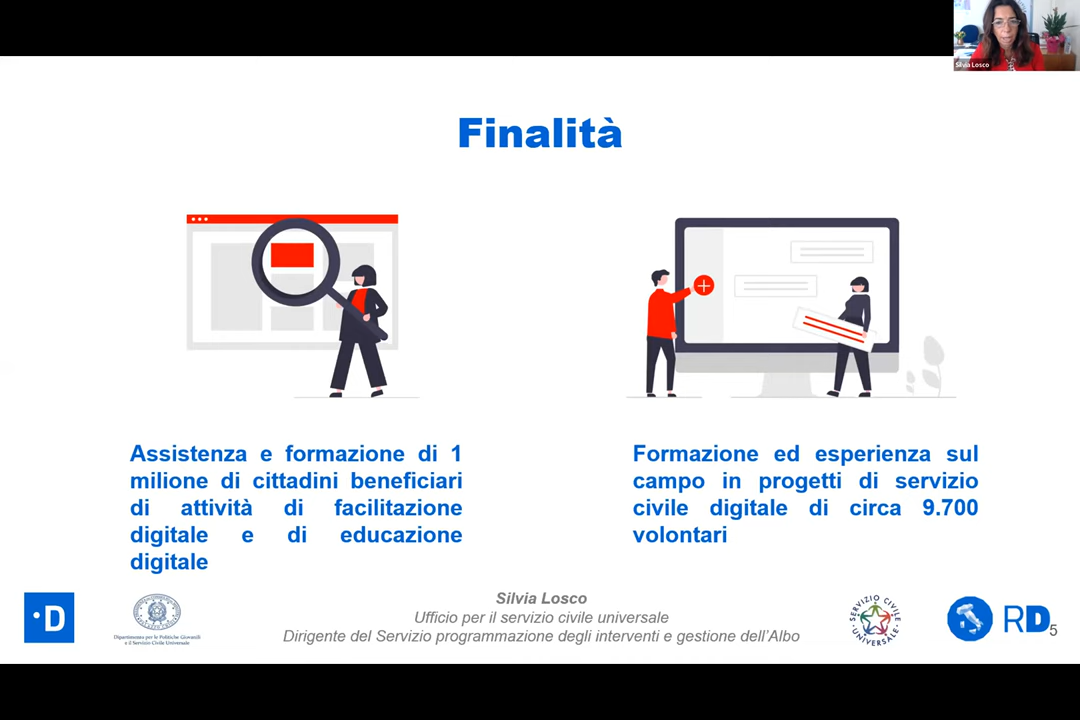 Silvia Losco
Finalità
Assistenza e formazione di 1
milione di cittadini beneficiari
di attività di facilitazione
digitale e di educazione
digitale
Formazione ed esperienza sul
campo in progetti di servizio
civile digitale di circa 9.700
volontari
Silvia Losco
Ufficio per il servizio civile universale
Dirigente del Servizio programmazione degli interventi e gestione dell'Albo
D
Dipartimento per le Politiche Giovanili
e il Servizio Civile Universale
SERVIZIO CIVILE
UNIVERSALE
RD
5